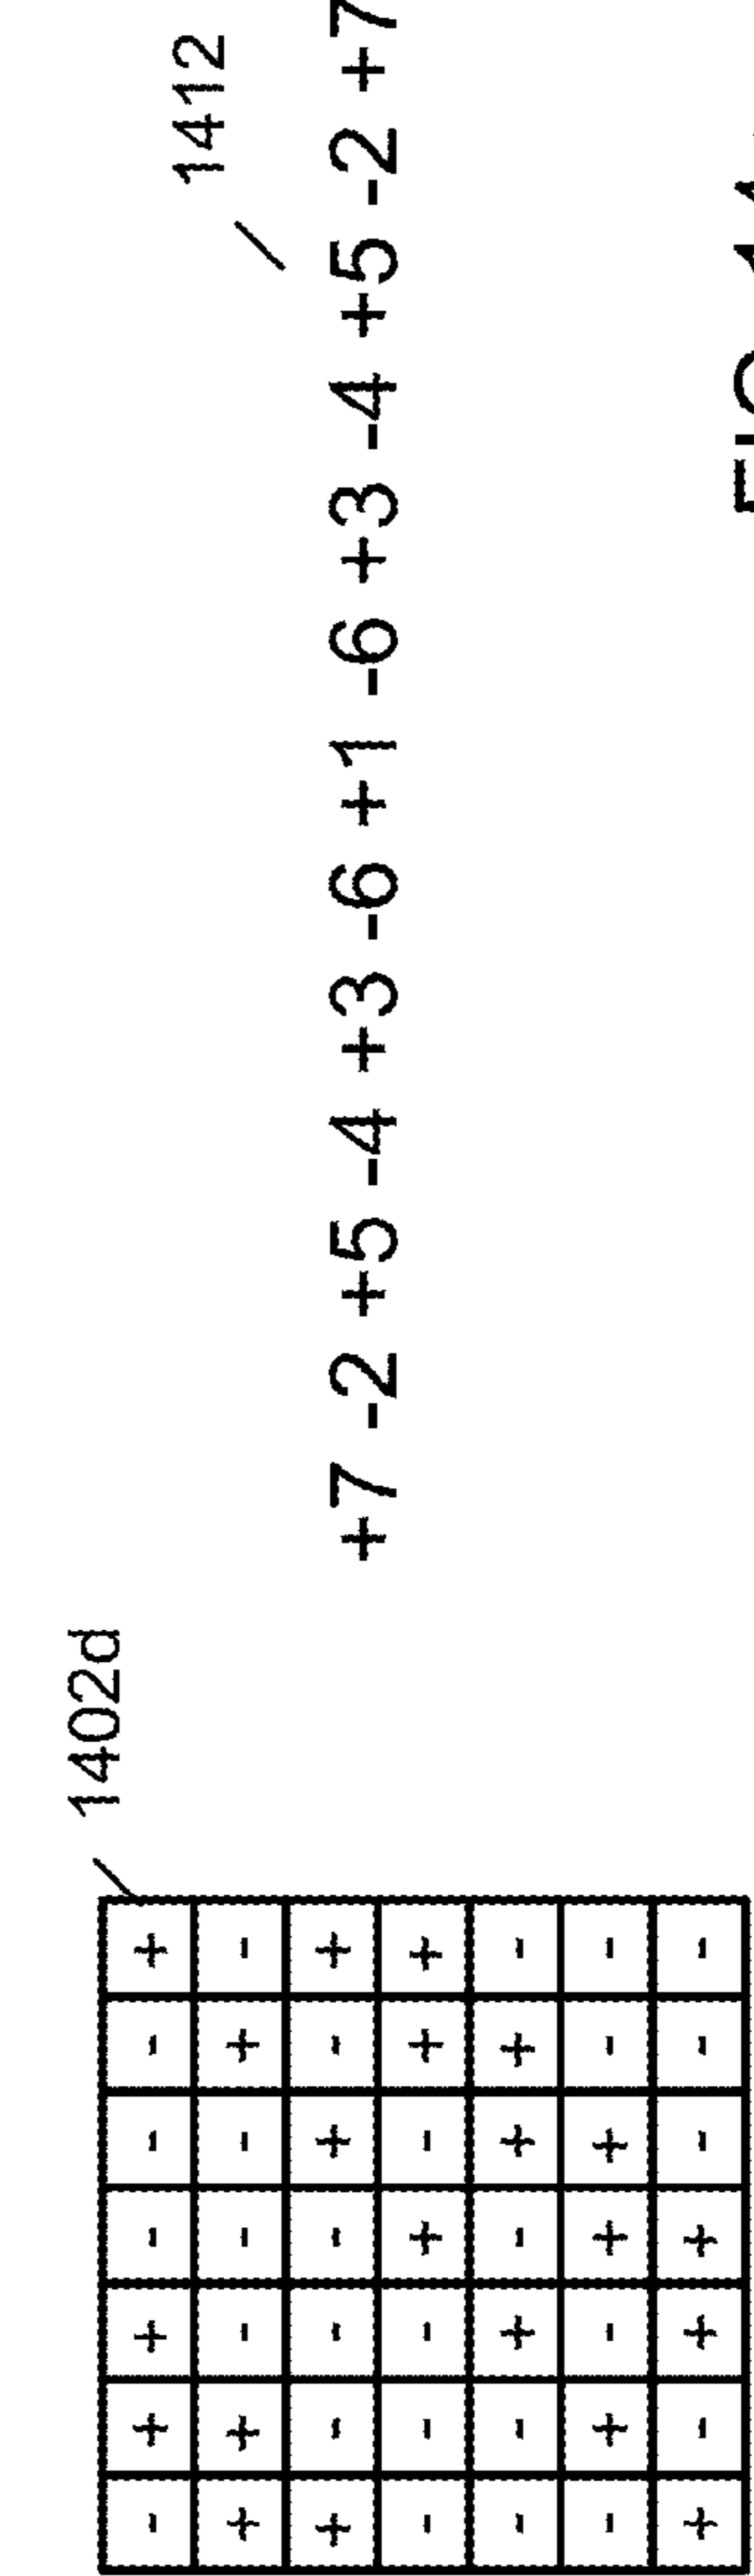 1402d
- + + - - - +
+ + - - - + -
+ - - - + - +
- - - + - + +
- - + - + + -
- + - + + - -
+ - + + - - -
1412
+7 -2 +5 -4 +3 -6 +1 -6 +3 -4 +5 -2 +7